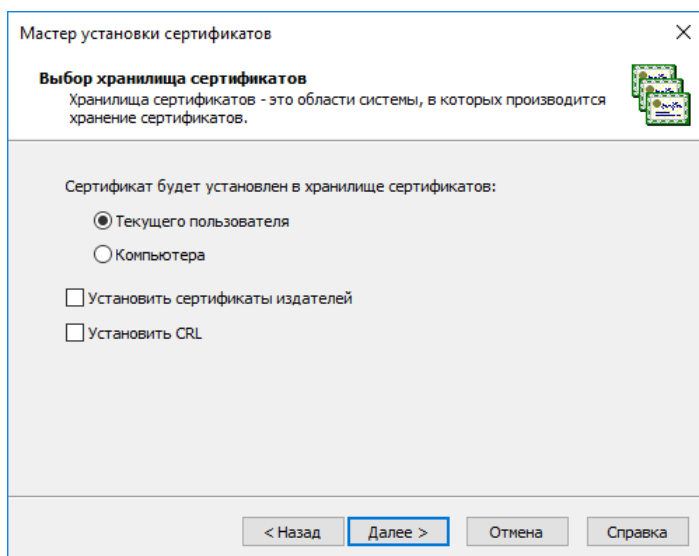 Мастер установки сертификатов
Выбор хранилища сертификатов
Хранилища сертификатов - это области системы, в которых производится
хранение сертификатов.
Сертификат будет установлен в хранилище сертификатов:
Текущего пользователя
Компьютера
Установить сертификаты издателей
Установить CRL
< Назад Далее > Отмена Справка